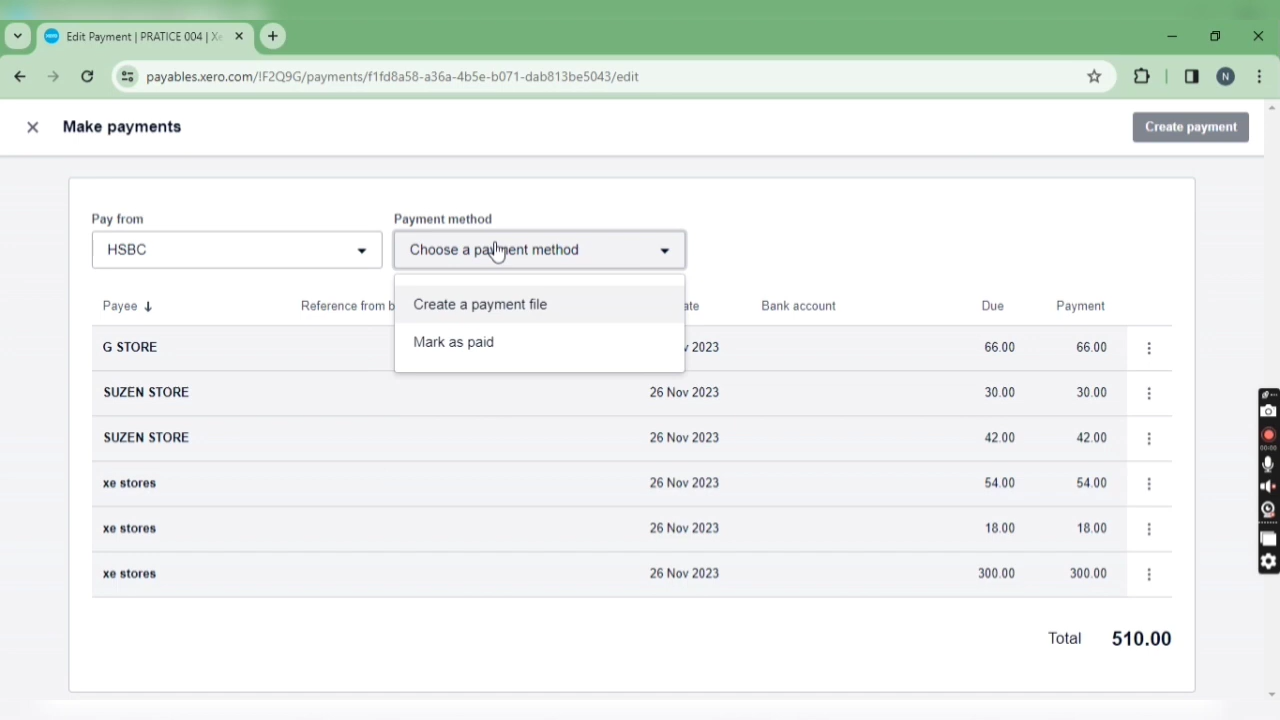 Edit Payment | PRATICE 004 | Xe
payables.xero.com/!F2Q9G/payments/f1fd8a58-a36a-4b5e-b071-dab813be5043/edit
N
Make payments
Create payment
Pay from
Payment method
HSBC
Choose a payment method
Create a payment file
Mark as paid
Payee Reference from b ate Bank account Due Payment
G STORE v 2023 66.00 66.00
SUZEN STORE 26 Nov 2023 30.00 30.00
SUZEN STORE 26 Nov 2023 42.00 42.00
xe stores 26 Nov 2023 54.00 54.00
xe stores 26 Nov 2023 18.00 18.00
xe stores 26 Nov 2023 300.00 300.00
Total 510.00